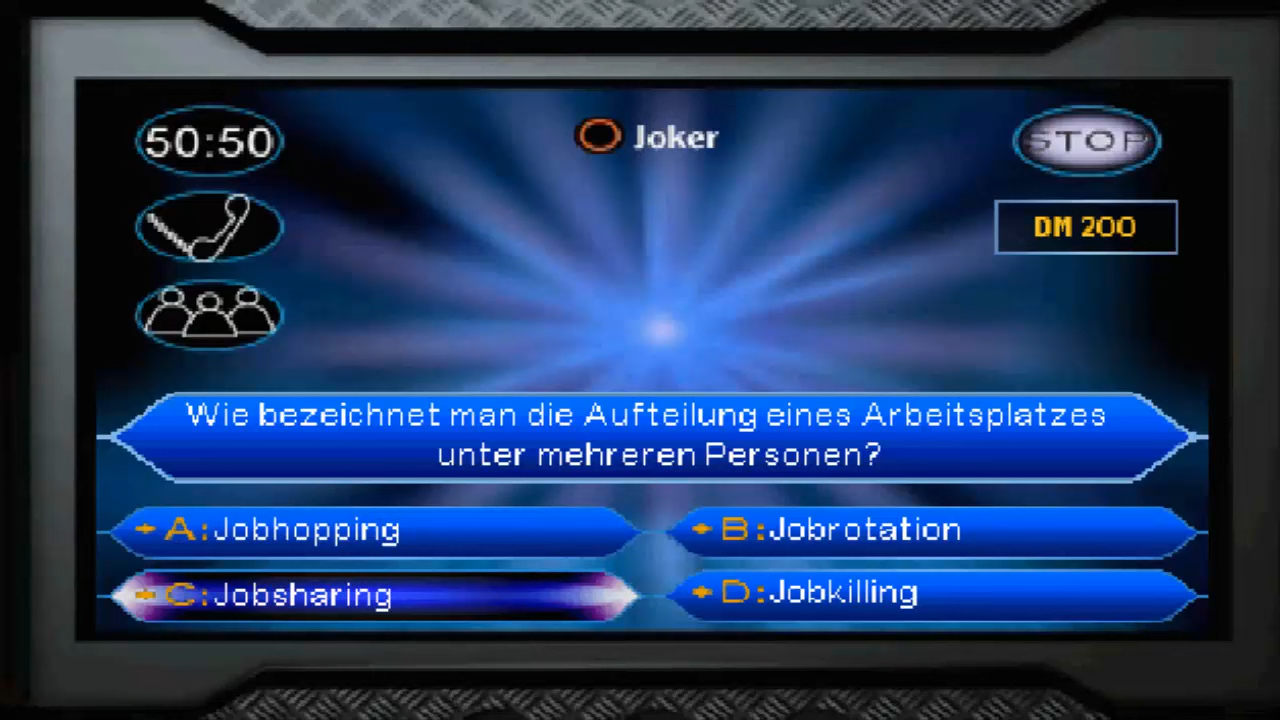 50:50
Joker
STOP
DM 200
Wie bezeichnet man die Aufteilung eines Arbeitsplatzes
unter mehreren Personen?
A: Jobhopping
B: Jobrotation
C: Jobsharing
D: Jobkilling